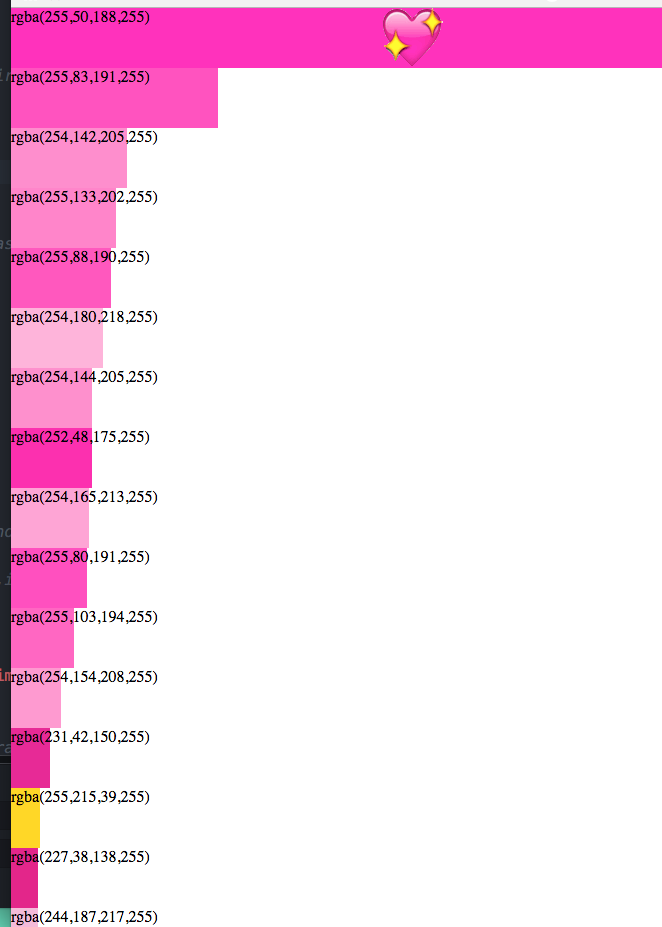 rgba(255,50,188,255)
rgba(255,83,191,255)
rgba(254,142,205,255)
rgba(255,133,202,255)
rgba(255,88,190,255)
rgba(254,180,218,255)
rgba(254,144,205,255)
rgba(252,48,175,255)
rgba(254,165,213,255)
rgba(255,80,191,255)
rgba(255,103,194,255)
rgba(254,154,208,255)
rgba(231,42,150,255)
rgba(255,215,39,255)
rgba(227,38,138,255)
rgba(244,187,217,255)